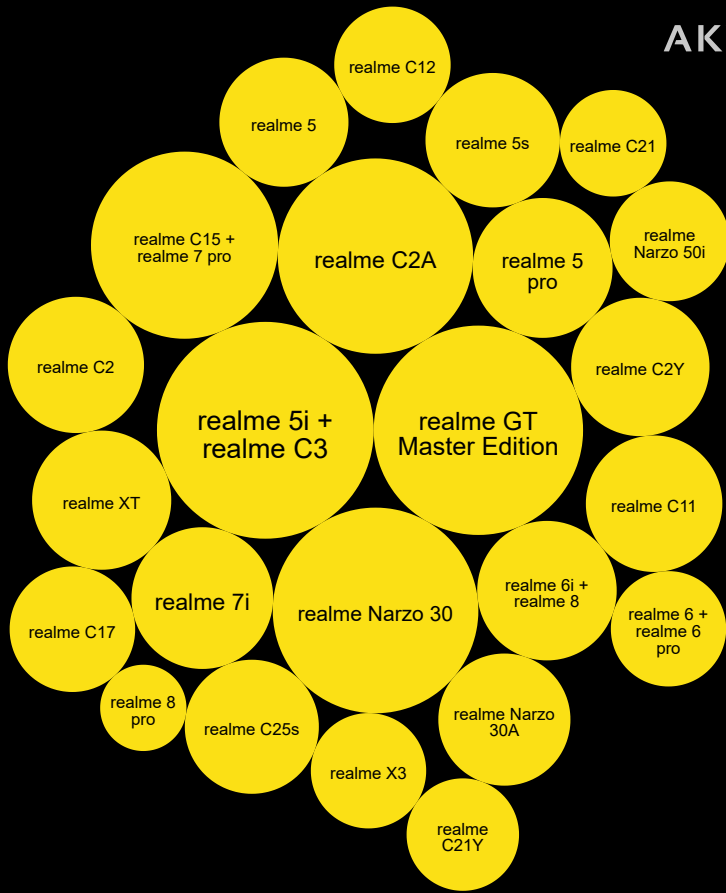 AK
realme C12
realme 5
realme 5s
realme C21
realme C15 +
realme 7 pro
realme C2A
realme 5
pro
realme
Narzo 50i
realme C2
realme C2Y
realme 5i +
realme C3
realme GT
Master Edition
realme XT
realme C11
realme 7i
realme Narzo 30
realme 6i +
realme 8
realme C17
realme 6 +
realme 6
pro
realme 8
pro
realme C25s
realme Narzo
30A
realme X3
realme
C21Y